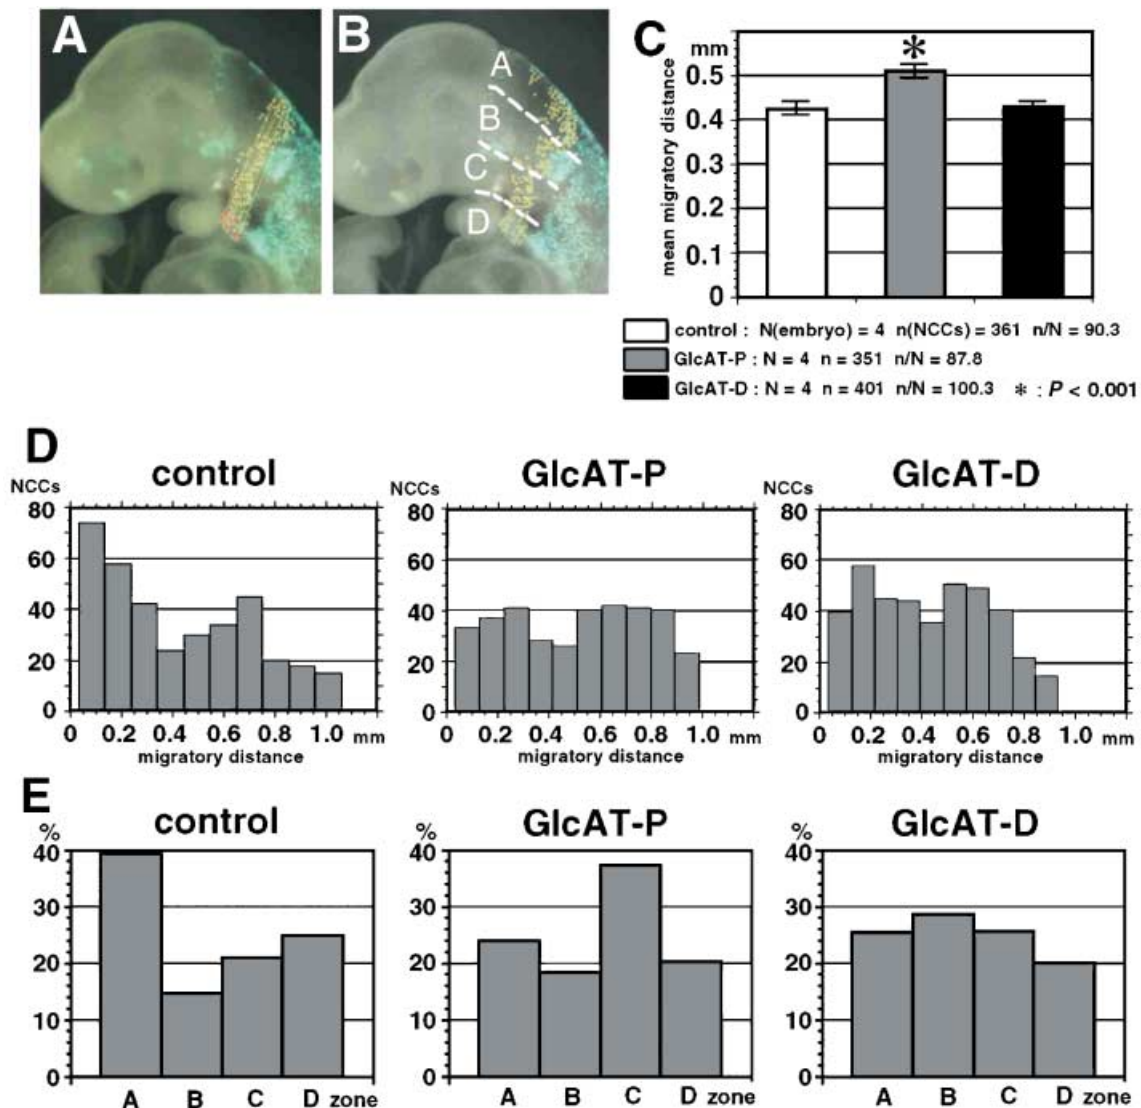 A
B
A
B
C
D
C
mm
mean migratory distance
0.5
0.4
0.3
0.2
0.1
0
*
control : N(embryo) = 4 n(NCCs) = 361 n/N = 90.3
GlcAT-P : N = 4 n = 351 n/N = 87.8
GlcAT-D : N = 4 n = 401 n/N = 100.3 * : P < 0.001
D
control
NCCs
80
60
40
20
0
0 0.2 0.4 0.6 0.8 1.0 mm
migratory distance
GlcAT-P
NCCs
80
60
40
20
0
0 0.2 0.4 0.6 0.8 1.0 mm
migratory distance
GlcAT-D
NCCs
80
60
40
20
0
0 0.2 0.4 0.6 0.8 1.0 mm
migratory distance
E
control
%
40
30
20
10
0
A B C D zone
GlcAT-P
%
40
30
20
10
0
A B C D zone
GlcAT-D
%
40
30
20
10
0
A B C D zone